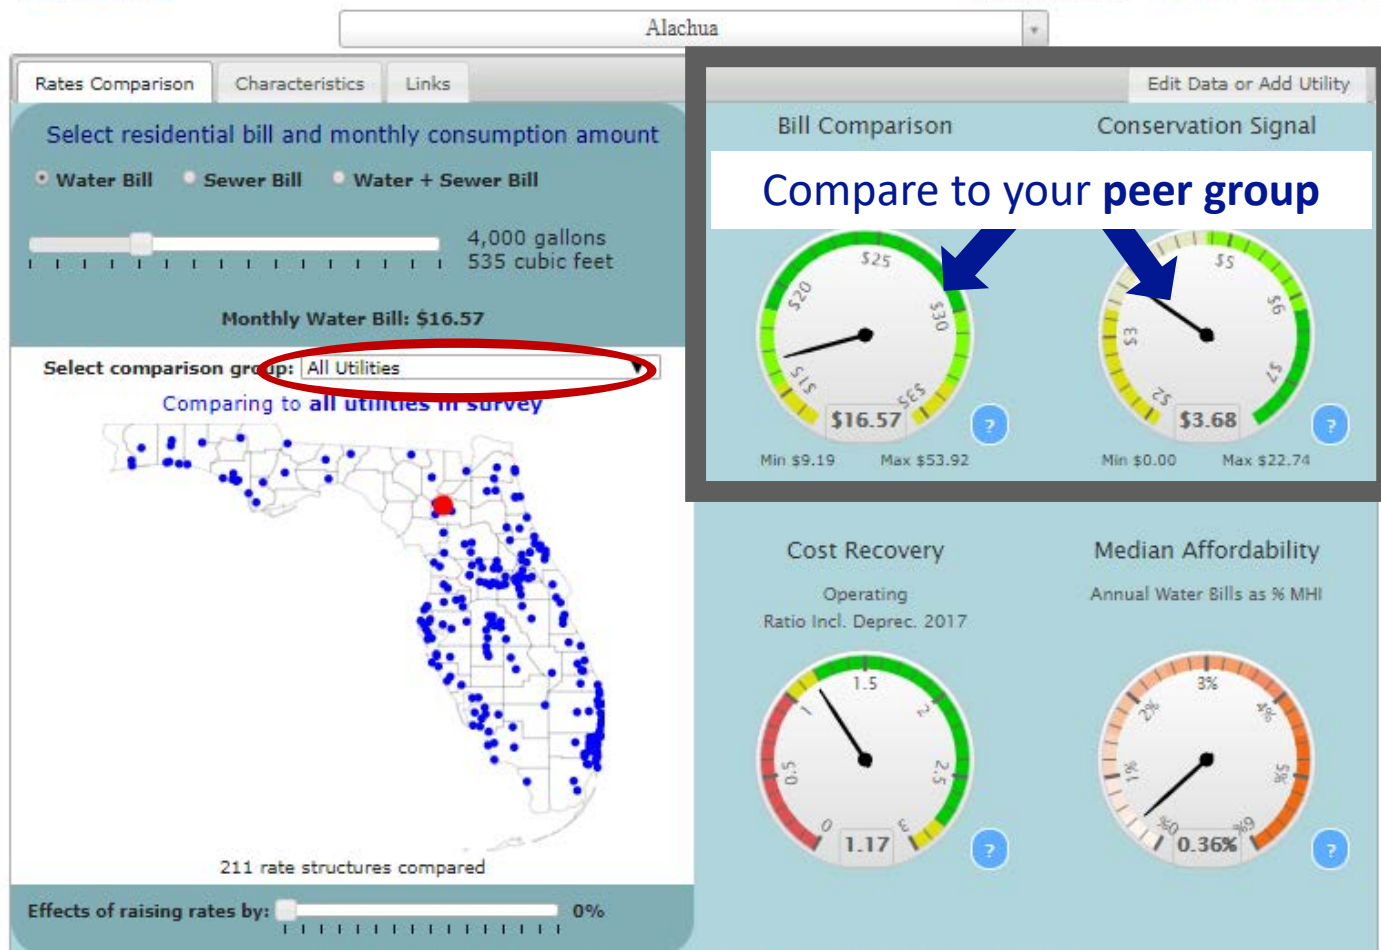 Alachua
Rates Comparison
Characteristics
Links
Edit Data or Add Utility
Select residential bill and monthly consumption amount
Water Bill
Sewer Bill
Water + Sewer Bill
4,000 gallons
535 cubic feet
Monthly Water Bill: $16.57
Select comparison group:
All Utilities
Comparing to all utilities in survey
211 rate structures compared
Effects of raising rates by:
0%
Bill Comparison
Conservation Signal
Compare to your peer group
$15
$20
$25
$30
$35
$16.57
?
Min $9.19
Max $53.92
$2
$3
$5
$6
$7
$3.68
?
Min $0.00
Max $22.74
Cost Recovery
Operating
Ratio Incl. Deprec. 2017
0
0.5
1
1.5
2
2.5
3
1.17
?
Median Affordability
Annual Water Bills as % MHI
0%
1%
2%
3%
4%
5%
6%
0.36%
?